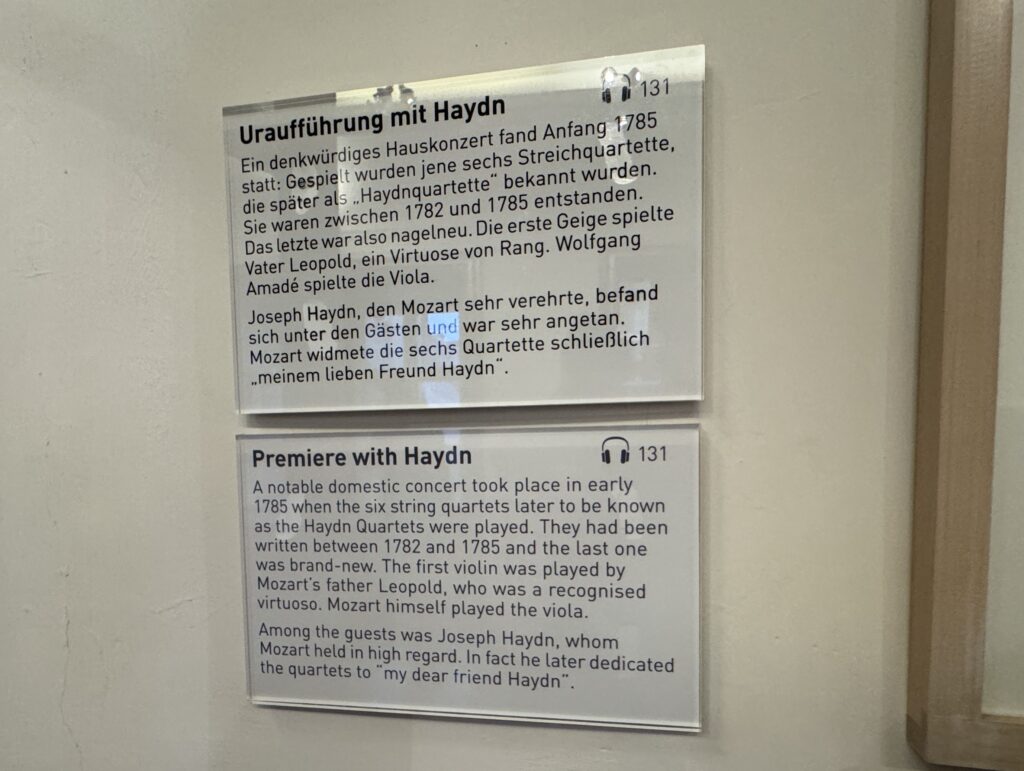 131
Uraufführung mit Haydn
Ein denkwürdiges Hauskonzert fand Anfang 1785
statt: Gespielt wurden jene sechs Streichquartette,
die später als „Haydnquartette“ bekannt wurden.
Sie waren zwischen 1782 und 1785 entstanden.
Das letzte war also nagelneu. Die erste Geige spielte
Vater Leopold, ein Virtuose von Rang. Wolfgang
Amadé spielte die Viola.
Joseph Haydn, den Mozart sehr verehrte, befand
sich unter den Gästen und war sehr angetan.
Mozart widmete die sechs Quartette schließlich
„meinem lieben Freund Haydn“.
131
Premiere with Haydn
A notable domestic concert took place in early
1785 when the six string quartets later to be known
as the Haydn Quartets were played. They had been
written between 1782 and 1785 and the last one
was brand-new. The first violin was played by
Mozart's father Leopold, who was a recognised
virtuoso. Mozart himself played the viola.
Among the guests was Joseph Haydn, whom
Mozart held in high regard. In fact he later dedicated
the quartets to “my dear friend Haydn”.